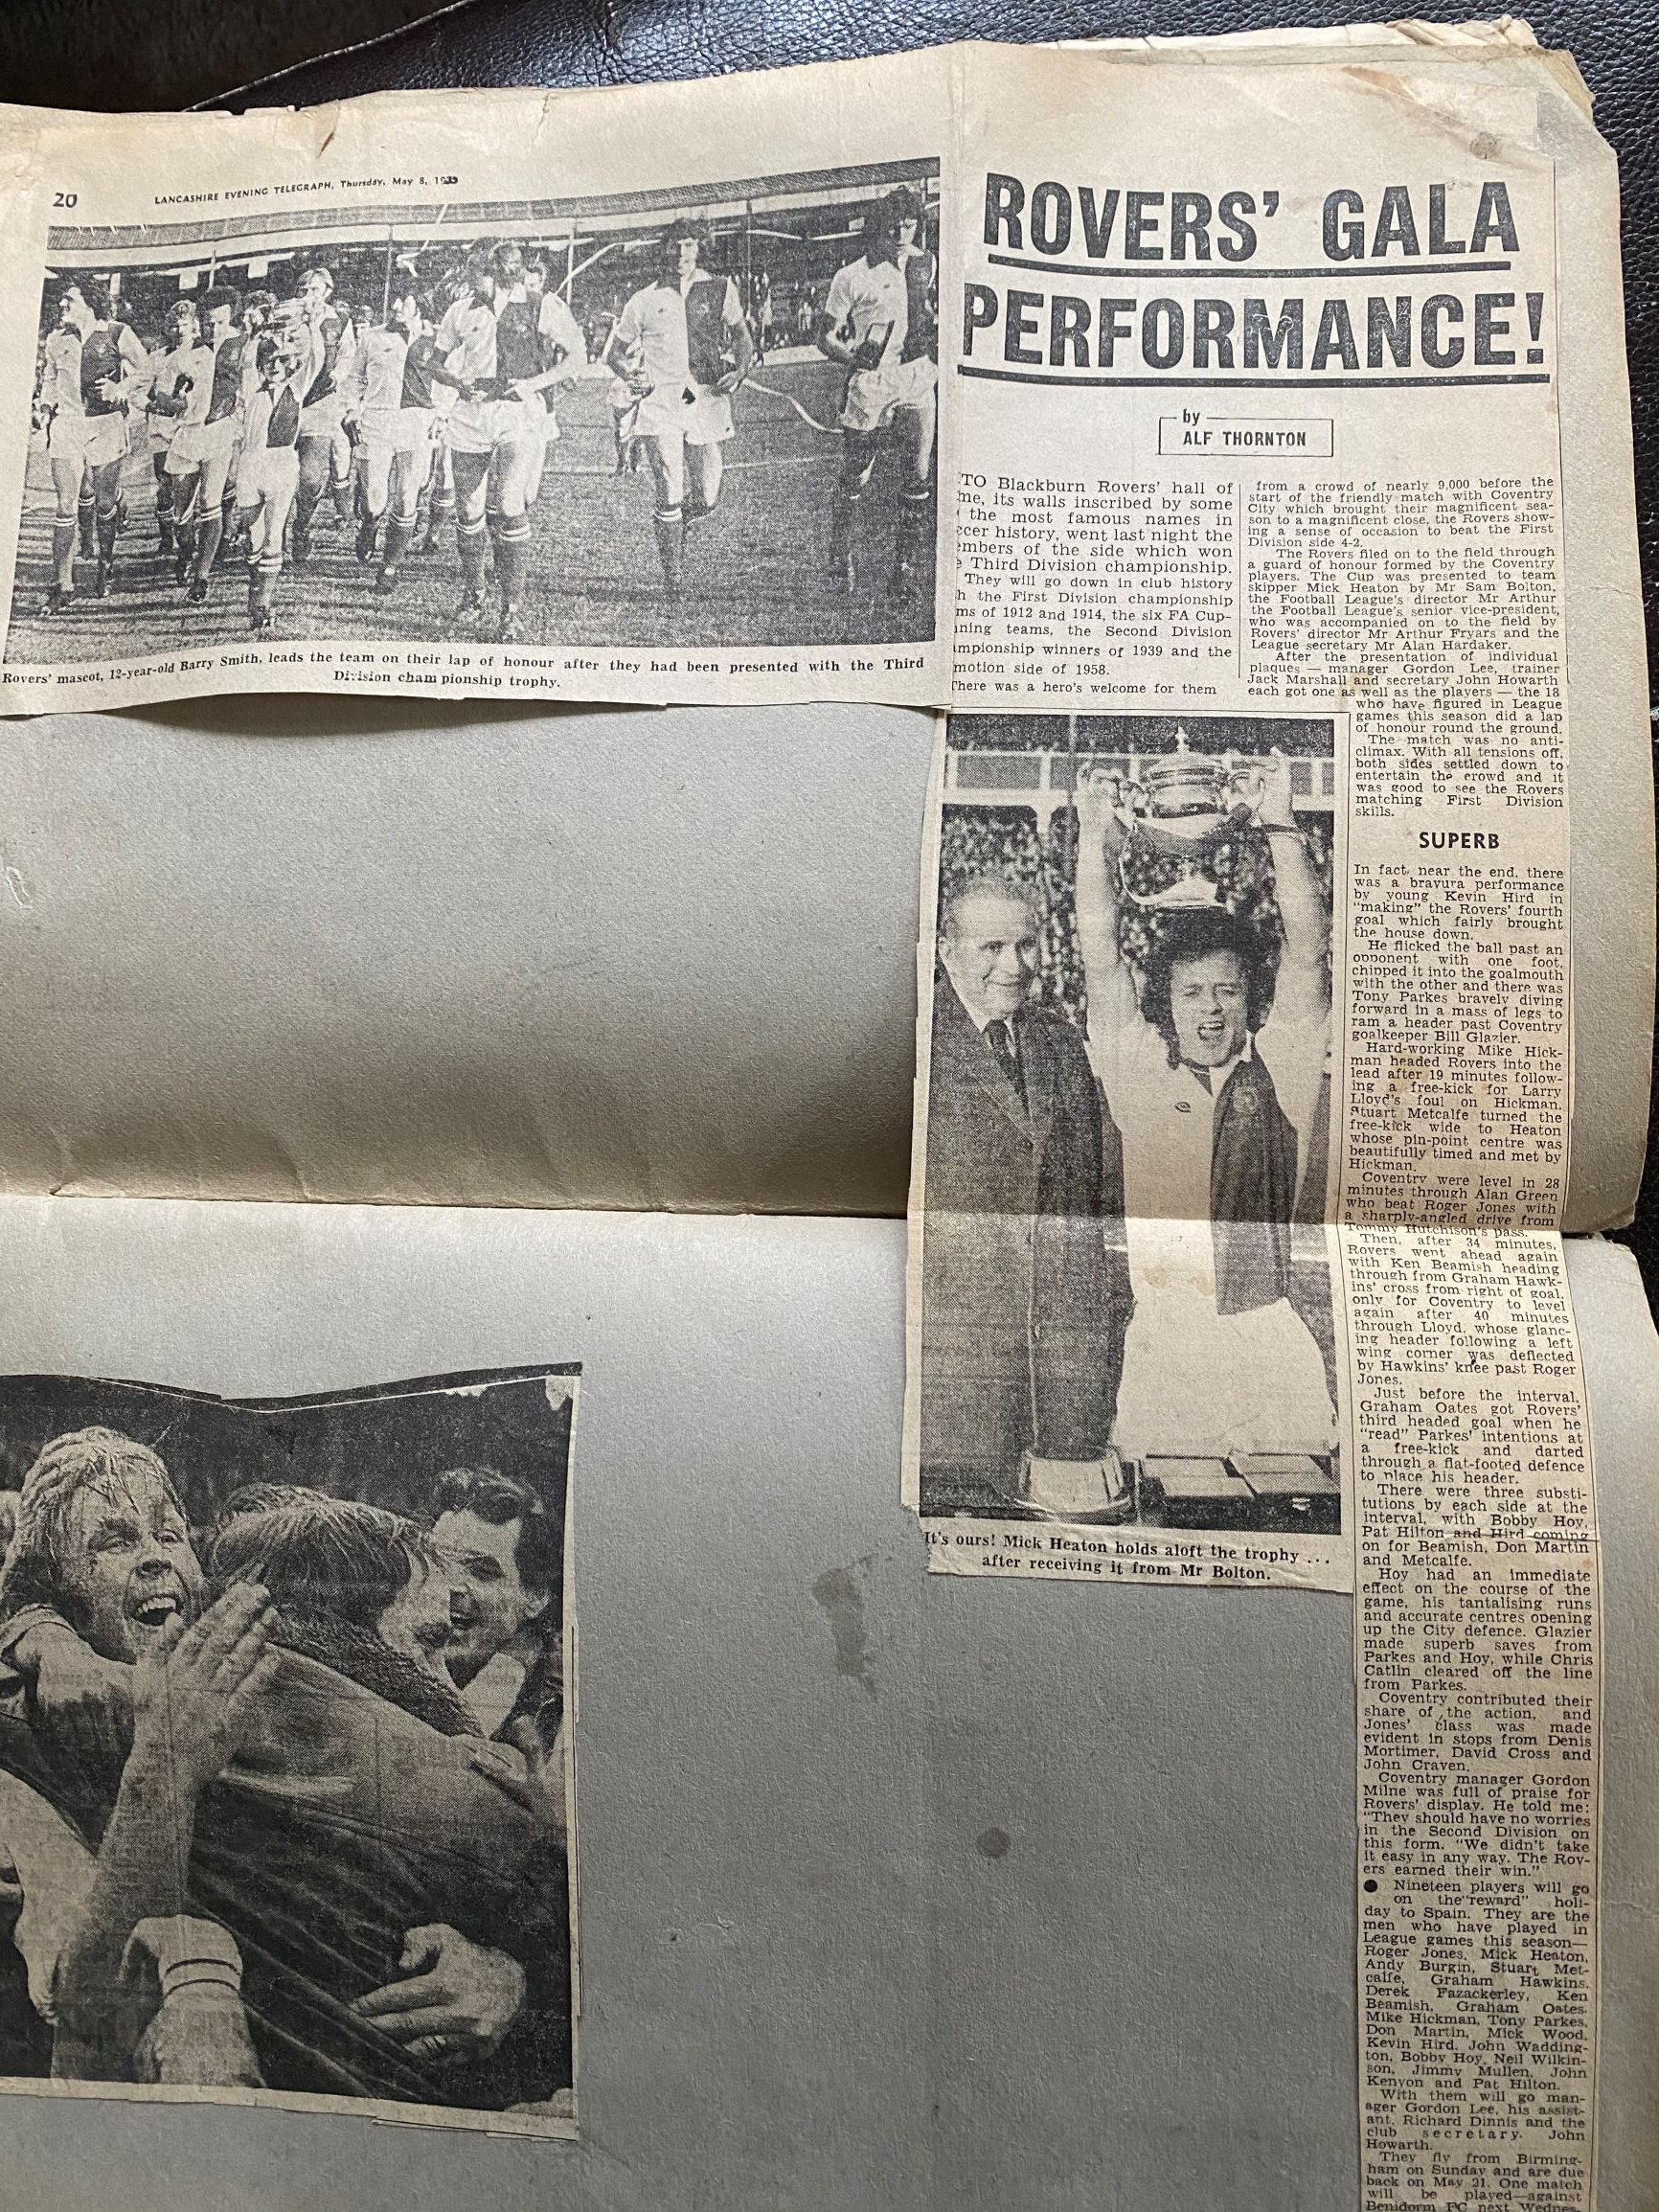 20
LANCASHIRE EVENING TELEGRAPH, Thursday, May 8,
Rovers' mascot, 12-year-old Barry Smith, leads the team on their lap of honour after they had been presented with the Third
Division cham pionship trophy.
ROVERS' GALA
PERFORMANCE!
by
ALF THORNTON
TO Blackburn Rovers' hall of
me, its walls inscribed by some
the most famous names in
ccer history, went last night the
embers of the side which won
e Third Division championship.
They will go down in club history
h the First Division championship
ms of 1912 and 1914, the six FA Cup-
nning teams, the Second Division
mpionship winners of 1939 and the
motion side of 1958.
There was a hero's welcome for them
from a crowd of nearly 9,000 before the
start of the friendly match with Coventry
City which brought their magnificent sea-
son to a magnificent close, the Rovers show-
ing a sense of occasion to beat the First
Division side 4-2.
The Rovers filed on to the field through
a guard of honour formed by the Coventry
players. The Cup was presented to team
skipper Mick Heaton by Mr Sam Bolton,
the Football League's director Mr Arthur
the Football League's senior vice-president,
who was accompanied on to the field by
Rovers' director Mr Arthur Fryars and the
League secretary Mr Alan Hardaker.
After the presentation of individual
plaques — manager Gordon Lee, trainer
Jack Marshall and secretary John Howarth
each got one as well as the players — the 18
who have figured in League
games this season did a lap
of honour round the ground.
The match was no anti-
climax. With all tensions off,
both sides settled down to
entertain the crowd and it
was good to see the Rovers
matching First Division
skills.
SUPERB
In fact, near the end, there
was a bravura performance
by young Kevin Hird in
"making" the Rovers' fourth
goal which fairly brought
the house down.
He flicked the ball past an
opponent with one foot,
chipped it into the goalmouth
with the other and there was
Tony Parkes bravely diving
forward in a mass of legs to
ram a header past Coventry
goalkeeper Bill Glazier.
Hard-working Mike Hick-
man headed Rovers into the
lead after 19 minutes follow-
ing a free-kick for Larry
Lloyd's foul on Hickman.
Stuart Metcalfe turned the
free-kick wide to Heaton
whose pin-point centre was
beautifully timed and met by
Hickman.
Coventry were level in 28
minutes through Alan Green
who beat Roger Jones with
a sharply-angled drive from
Tommy Hutchison's pass.
Then, after 34 minutes,
Rovers went ahead again
with Ken Beamish heading
through from Graham Hawk-
ins' cross from right of goal,
only for Coventry to level
again after 40 minutes
through Lloyd, whose glanc-
ing header following a left
wing corner was deflected
by Hawkins' knee past Roger
Jones.
Just before the interval,
Graham Oates got Rovers'
third headed goal when he
"read" Parkes' intentions at
a free-kick and darted
through a flat-footed defence
to place his header.
There were three substi-
tutions by each side at the
interval, with Bobby Hoy,
Pat Hilton and Hird coming
on for Beamish, Don Martin
and Metcalfe.
Hoy had an immediate
effect on the course of the
game, his tantalising runs
and accurate centres opening
up the City defence. Glazier
made superb saves from
Parkes and Hoy, while Chris
Catlin cleared off the line
from Parkes.
Coventry contributed their
share of the action, and
Jones' class was made
evident in stops from Denis
Mortimer, David Cross and
John Craven.
Coventry manager Gordon
Milne was full of praise for
Rovers' display. He told me:
"They should have no worries
in the Second Division on
this form. "We didn't take
it easy in any way. The Rov-
ers earned their win."
● Nineteen players will go
on the"reward" holi-
day to Spain. They are the
men who have played in
League games this season—
Roger Jones, Mick Heaton,
Andy Burgin, Stuart Met-
calfe, Graham Hawkins,
Derek Fazackerley, Ken
Beamish, Graham Oates,
Mike Hickman, Tony Parkes,
Don Martin, Mick Wood,
Kevin Hird, John Wadding-
ton, Bobby Hoy, Neil Wilkin-
son, Jimmy Mullen, John
Kenyon and Pat Hilton.
With them will go man-
ager Gordon Lee, his assist-
ant, Richard Dinnis and the
club secretary, John
Howarth.
They fly from Birming-
ham on Sunday and are due
back on May 21. One match
will be played—against
Benidorm FC next Wednes-
It's ours! Mick Heaton holds aloft the trophy ...
after receiving it from Mr Bolton.